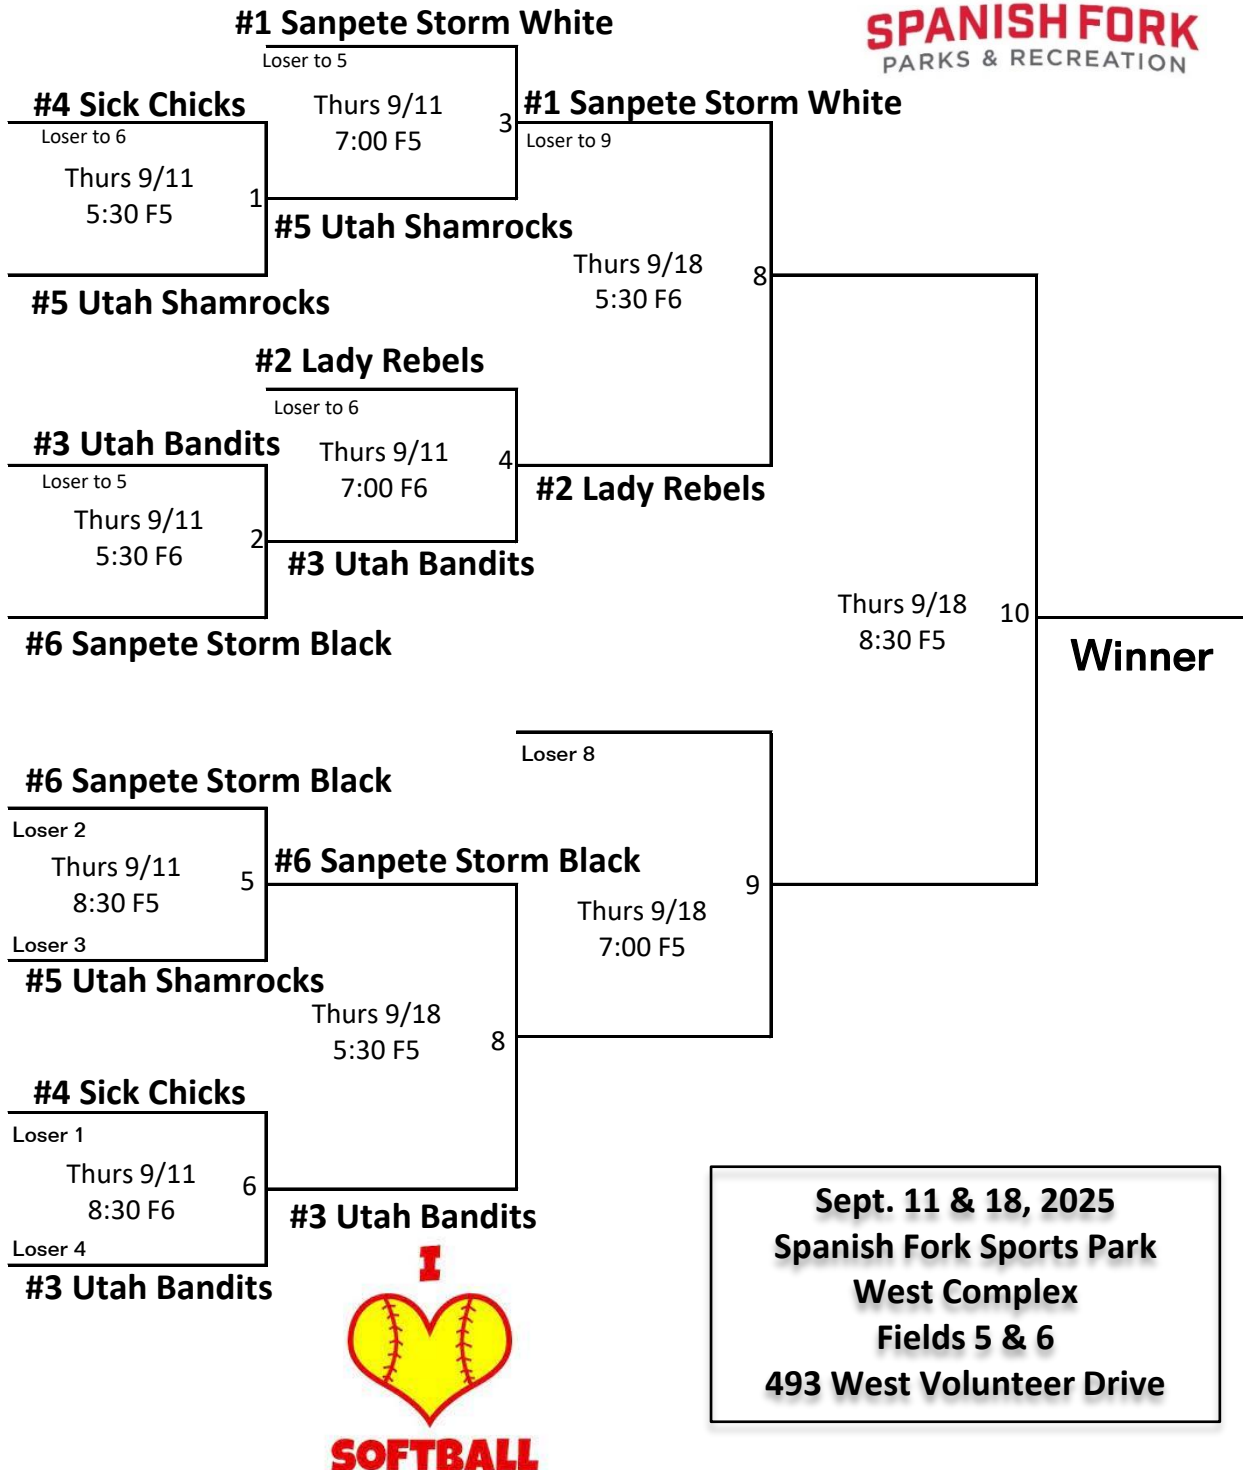 #1 Sanpete Storm White
SPANISH FORK
PARKS & RECREATION
Loser to 5
#4 Sick Chicks
Thurs 9/11
7:00 F5
3
#1 Sanpete Storm White
Loser to 6
Loser to 9
Thurs 9/11
5:30 F5
1
#5 Utah Shamrocks
Thurs 9/18
5:30 F6
8
#5 Utah Shamrocks
#2 Lady Rebels
Loser to 6
#3 Utah Bandits
Thurs 9/11
7:00 F6
4
Loser to 5
#2 Lady Rebels
Thurs 9/11
5:30 F6
2
#3 Utah Bandits
Thurs 9/18
8:30 F5
10
#6 Sanpete Storm Black
Winner
Loser 8
#6 Sanpete Storm Black
Loser 2
Thurs 9/11
8:30 F5
5
#6 Sanpete Storm Black
9
Thurs 9/18
7:00 F5
Loser 3
#5 Utah Shamrocks
Thurs 9/18
5:30 F5
8
#4 Sick Chicks
Loser 1
Thurs 9/11
8:30 F6
6
#3 Utah Bandits
Loser 4
#3 Utah Bandits
I
SOFTBALL
Sept. 11 & 18, 2025
Spanish Fork Sports Park
West Complex
Fields 5 & 6
493 West Volunteer Drive